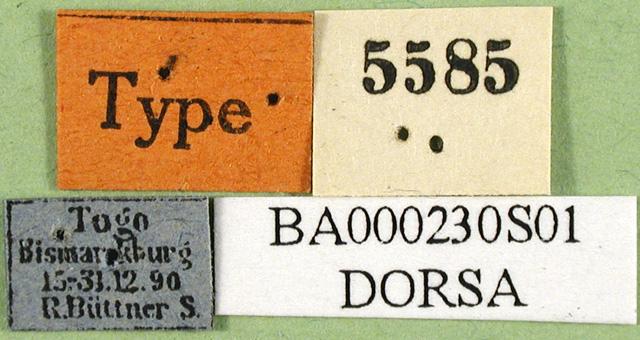 Type
5585
Togo
Bismarckburg
15-31.12.90
R.Büttner S.
BA000230S01
DORSA